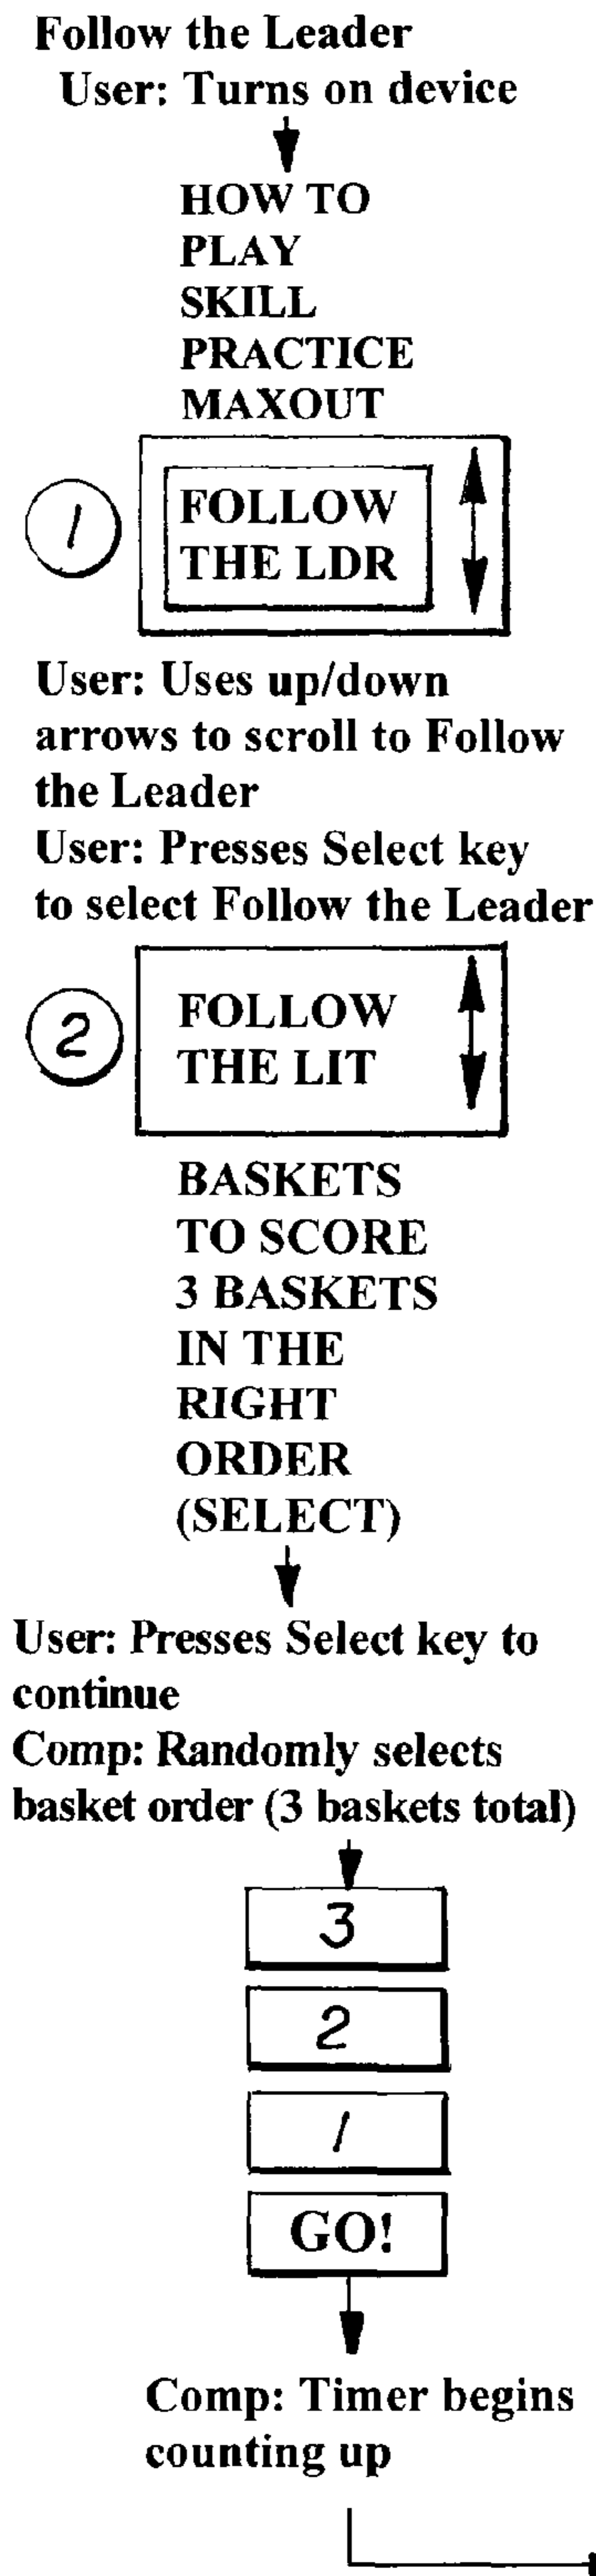 Follow the Leader
User: Turns on device
HOW TO
PLAY
SKILL
PRACTICE
MAXOUT
1
FOLLOW
THE LDR
User: Uses up/down
arrows to scroll to Follow
the Leader
User: Presses Select key
to select Follow the Leader
2
FOLLOW
THE LIT
BASKETS
TO SCORE
3 BASKETS
IN THE
RIGHT
ORDER
(SELECT)
User: Presses Select key to
continue
Comp: Randomly selects
basket order (3 baskets total)
3
2
1
GO!
Comp: Timer begins
counting up